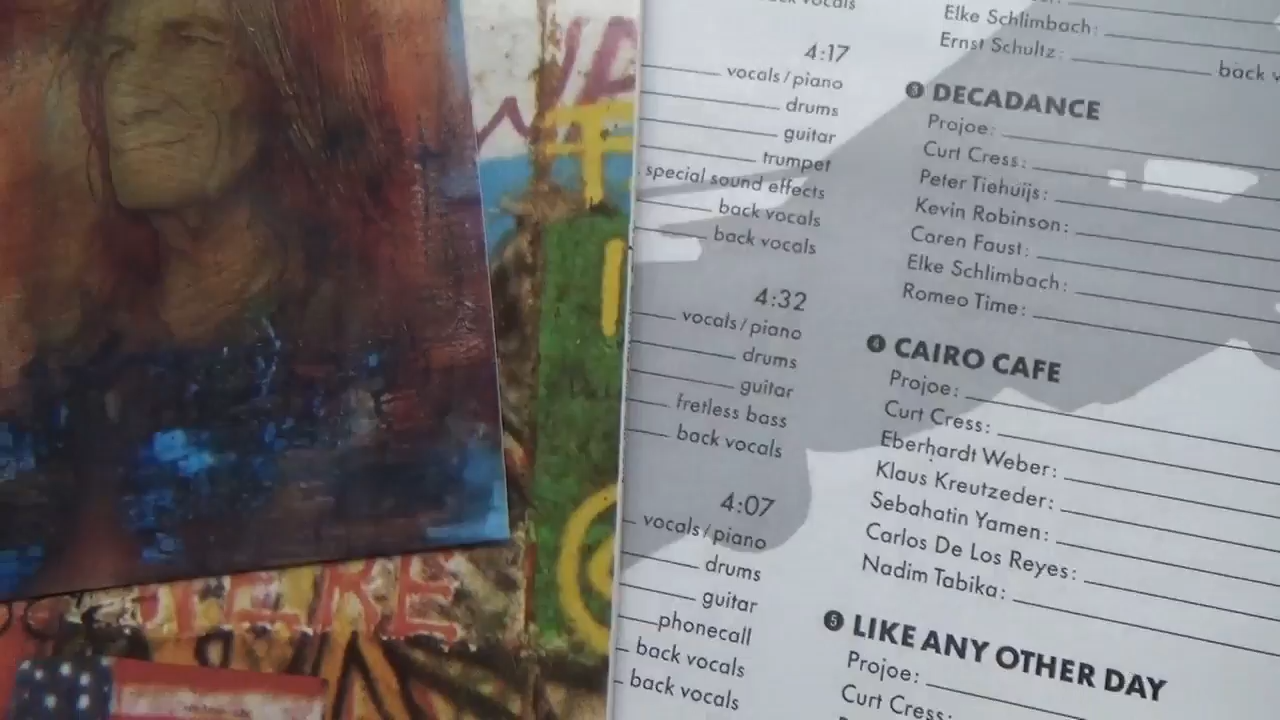 back vocals
4:17
vocals/piano
drums
guitar
trumpet
special sound effects
back vocals
back vocals
4:32
vocals/piano
drums
guitar
fretless bass
back vocals
4:07
vocals/piano
drums
guitar
phonecall
back vocals
back vocals
Elke Schlimbach:
Ernst Schultz: back
3 DECADANCE
Projoe:
Curt Cress:
Peter Tiehuijs:
Kevin Robinson:
Caren Faust:
Elke Schlimbach:
Romeo Time:
4 CAIRO CAFE
Projoe:
Curt Cress:
Eberhardt Weber:
Klaus Kreutzeder:
Sebahatin Yamen:
Carlos De Los Reyes:
Nadim Tabika:
5 LIKE ANY OTHER DAY
Projoe:
Curt Cress: